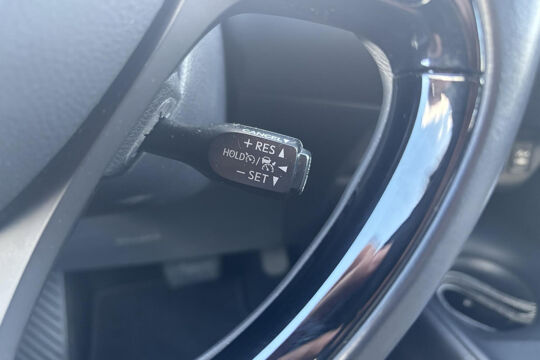 CANCEL▼
+ RES ▲
HOLD / ◄
− SET ▼